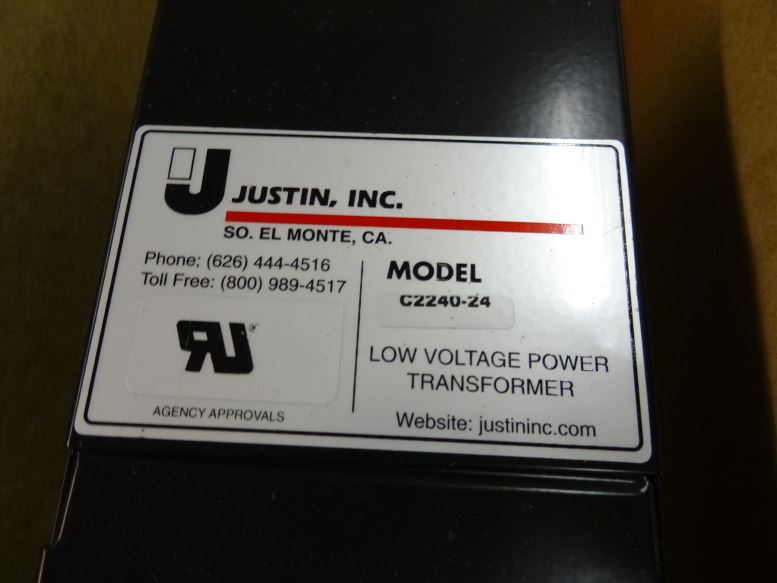 J JUSTIN, INC.
SO. EL MONTE, CA.
Phone: (626) 444-4516
Toll Free: (800) 989-4517
MODEL
C2240-24
RU®
LOW VOLTAGE POWER
TRANSFORMER
AGENCY APPROVALS
Website: justininc.com